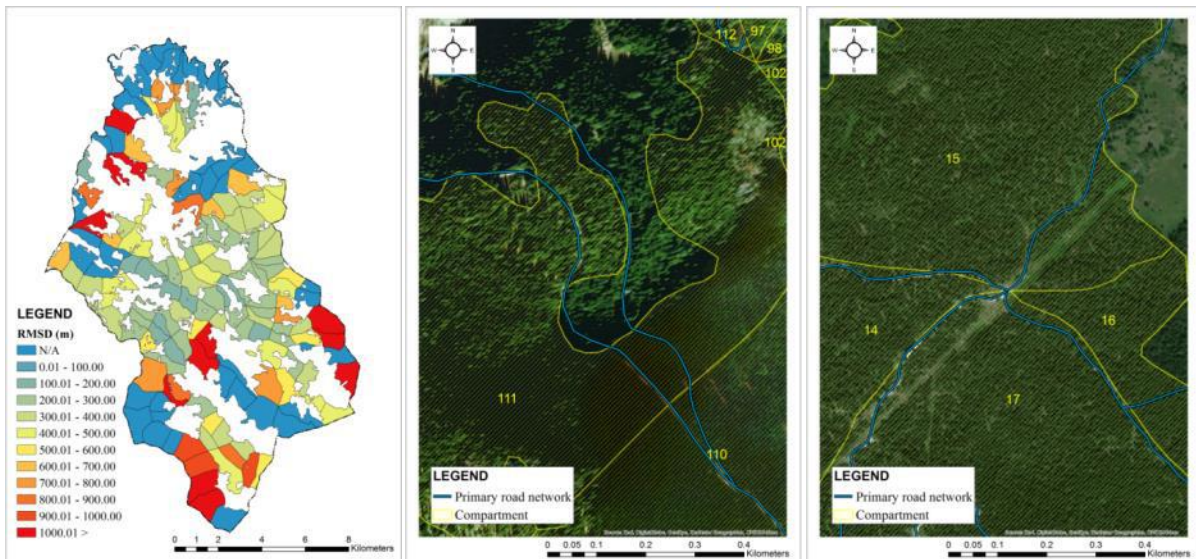 LEGEND
RMSD (m)
N/A
0.01 - 100.00
100.01 - 200.00
200.01 - 300.00
300.01 - 400.00
400.01 - 500.00
500.01 - 600.00
600.01 - 700.00
700.01 - 800.00
800.01 - 900.00
900.01 - 1000.00
1000.01 >
0 1 2 4 6 8
Kilometers
N
W E
S
112
97
98
102
102
111
110
LEGEND
Primary road network
Compartment
0 0.05 0.1 0.2 0.3 0.4
Kilometers
N
W E
S
15
14
16
17
LEGEND
Primary road network
Compartment
0 0.05 0.1 0.2 0.3 0.4
Kilometers